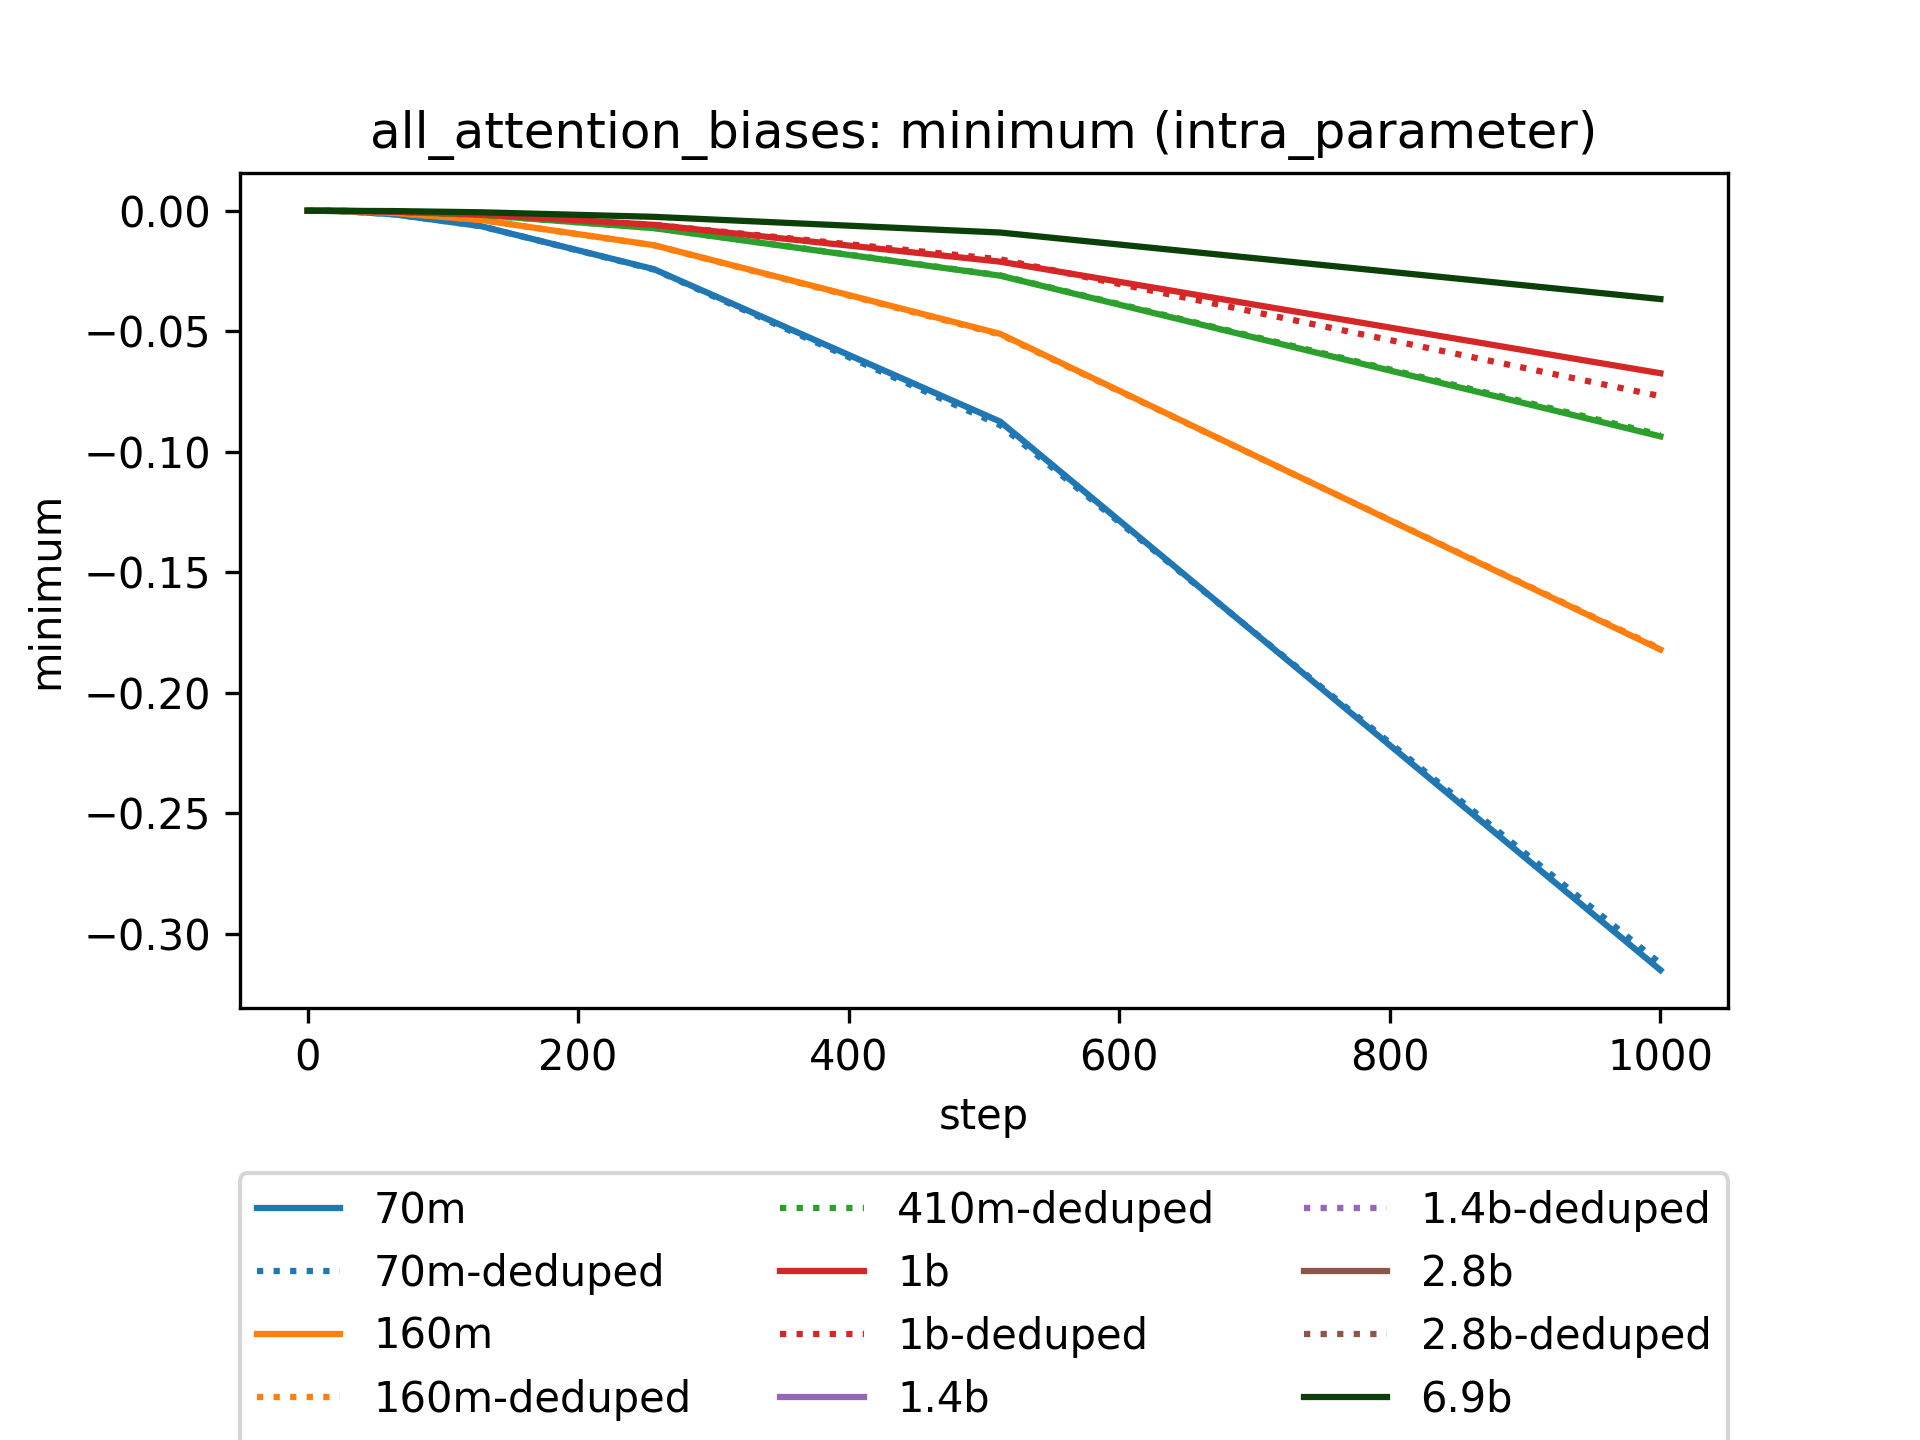 all_attention_biases: minimum (intra_parameter)
minimum
0.00
−0.05
−0.10
−0.15
−0.20
−0.25
−0.30
0 200 400 600 800 1000
step
70m 410m-deduped 1.4b-deduped
70m-deduped 1b 2.8b
160m 1b-deduped 2.8b-deduped
160m-deduped 1.4b 6.9b